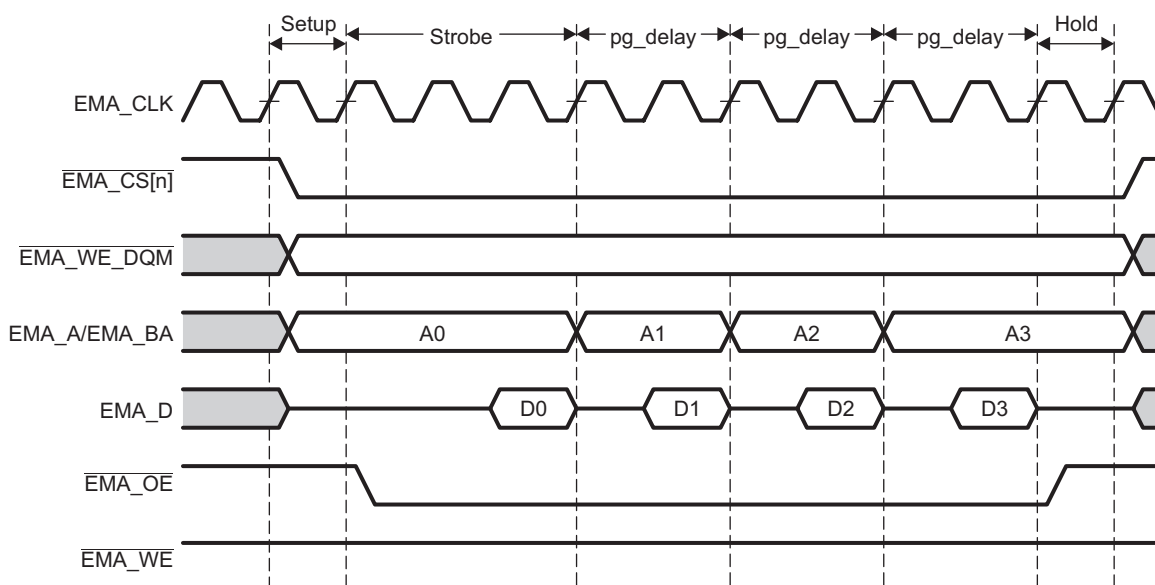 Setup
Strobe
pg_delay
pg_delay
pg_delay
Hold
EMA_CLK
EMA_CS[n]
EMA_WE_DQM
EMA_A/EMA_BA
A0
A1
A2
A3
EMA_D
D0
D1
D2
D3
EMA_OE
EMA_WE